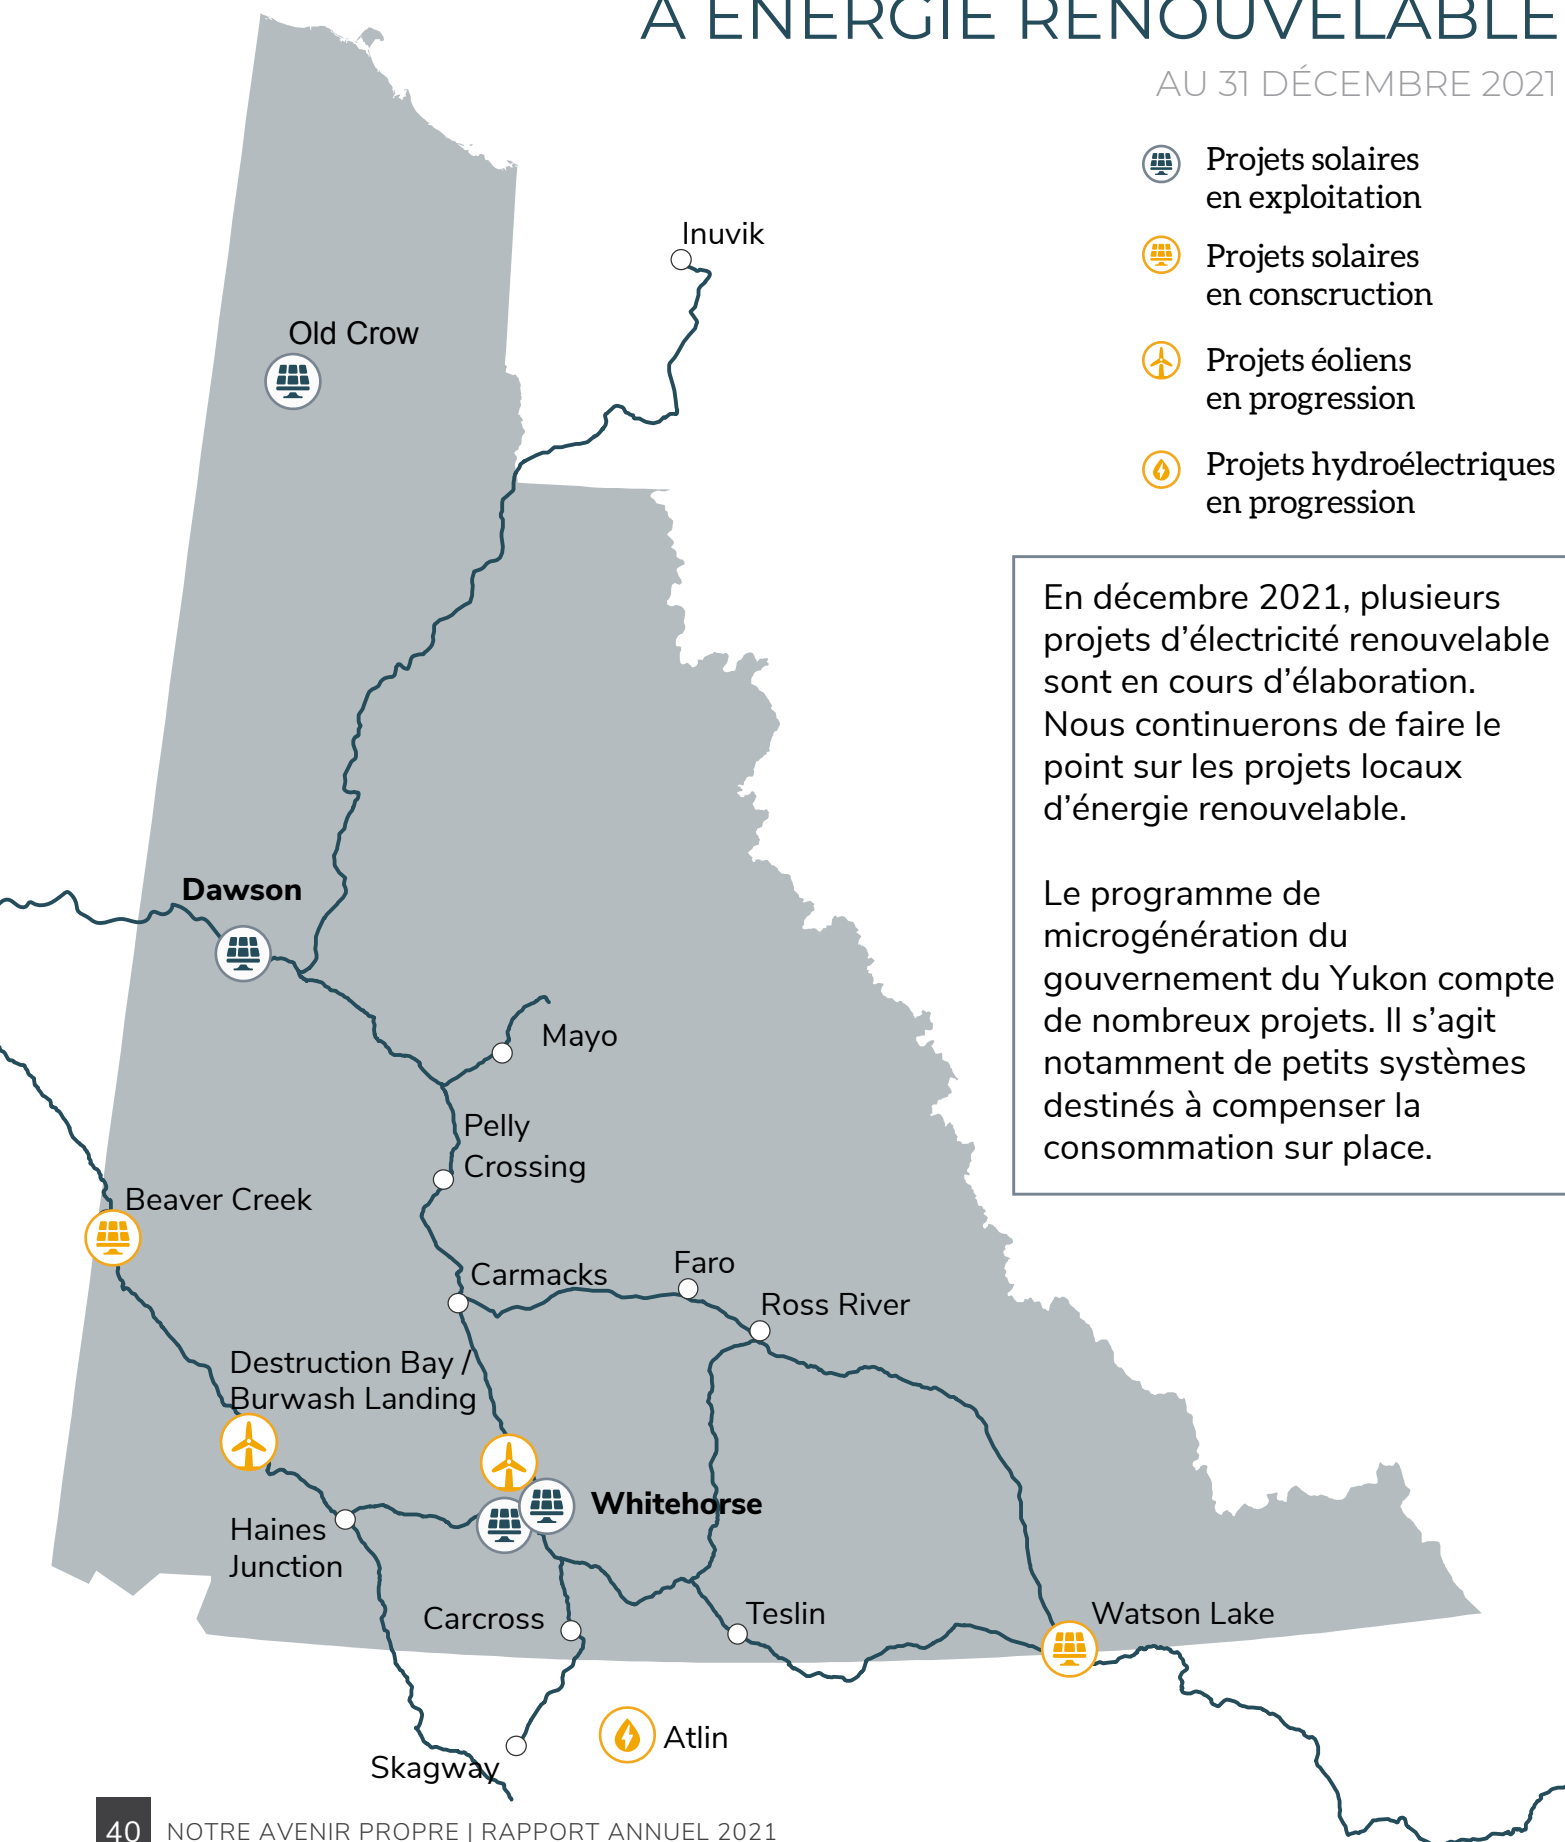 À ÉNERGIE RENOUVELABLE
AU 31 DÉCEMBRE 2021
Projets solaires
en exploitation
Projets solaires
en conscruction
Projets éoliens
en progression
Projets hydroélectriques
en progression
En décembre 2021, plusieurs
projets d’électricité renouvelable
sont en cours d’élaboration.
Nous continuerons de faire le
point sur les projets locaux
d’énergie renouvelable.
Le programme de
microgénération du
gouvernement du Yukon compte
de nombreux projets. Il s’agit
notamment de petits systèmes
destinés à compenser la
consommation sur place.
Inuvik
Old Crow
Dawson
Mayo
Pelly
Crossing
Beaver Creek
Carmacks
Faro
Ross River
Destruction Bay /
Burwash Landing
Whitehorse
Haines
Junction
Carcross
Teslin
Watson Lake
Atlin
Skagway
40 NOTRE AVENIR PROPRE | RAPPORT ANNUEL 2021